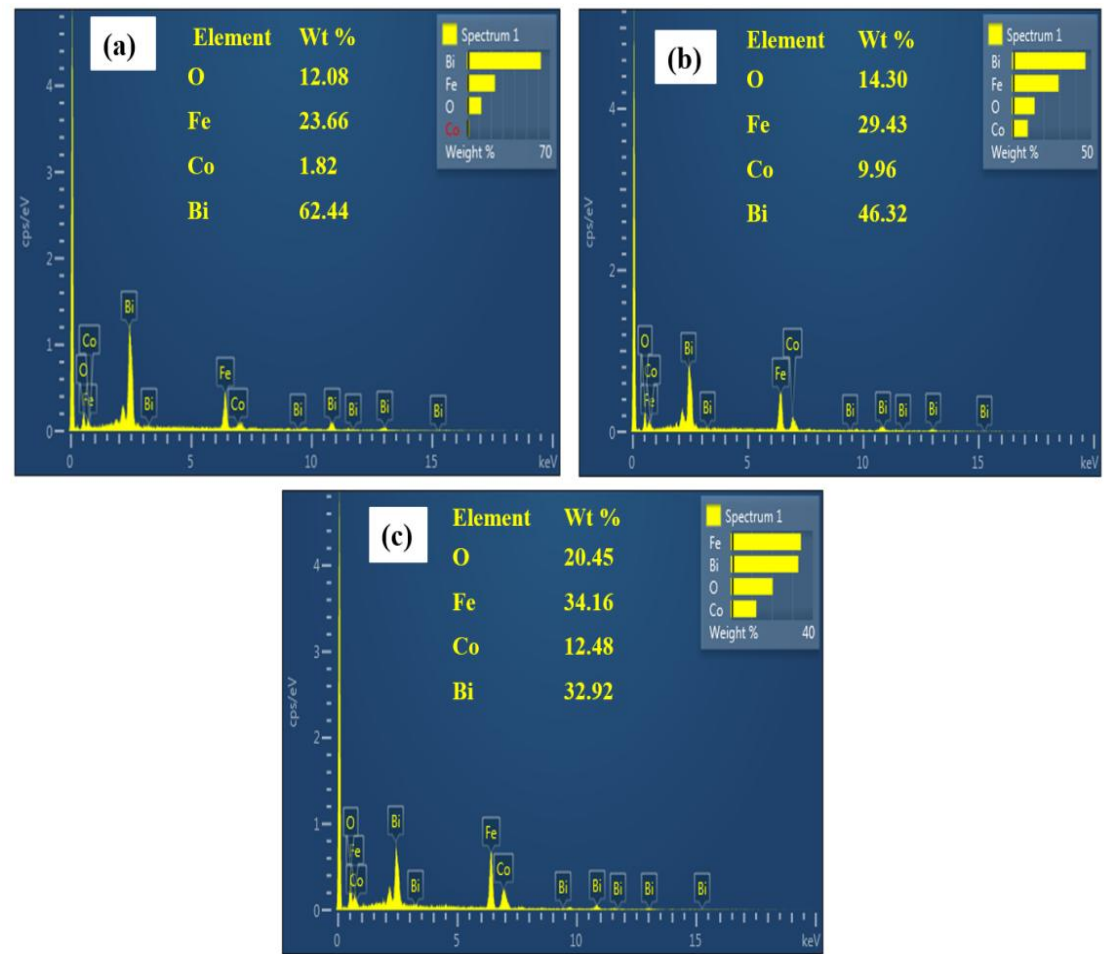 (a)
Element Wt %
O 12.08
Fe 23.66
Co 1.82
Bi 62.44
Spectrum 1
Bi
Fe
O
Co
Weight % 70
cps/eV
4
3
2
1
0
Co
O
Fe
Bi
Bi
Fe
Co
Bi
Bi
Bi
Bi
Bi
0 5 10 15 keV
(b)
Element Wt %
O 14.30
Fe 29.43
Co 9.96
Bi 46.32
Spectrum 1
Bi
Fe
O
Co
Weight % 50
cps/eV
4
2
0
O
Co
Fe
Bi
Bi
Fe
Co
Bi
Bi
Bi
Bi
Bi
0 5 10 15 keV
(c)
Element Wt %
O 20.45
Fe 34.16
Co 12.48
Bi 32.92
Spectrum 1
Fe
Bi
O
Co
Weight % 40
cps/eV
4
3
2
1
0
O
Fe
Co
Bi
Bi
Fe
Co
Bi
Bi
Bi
Bi
Bi
0 5 10 15 keV